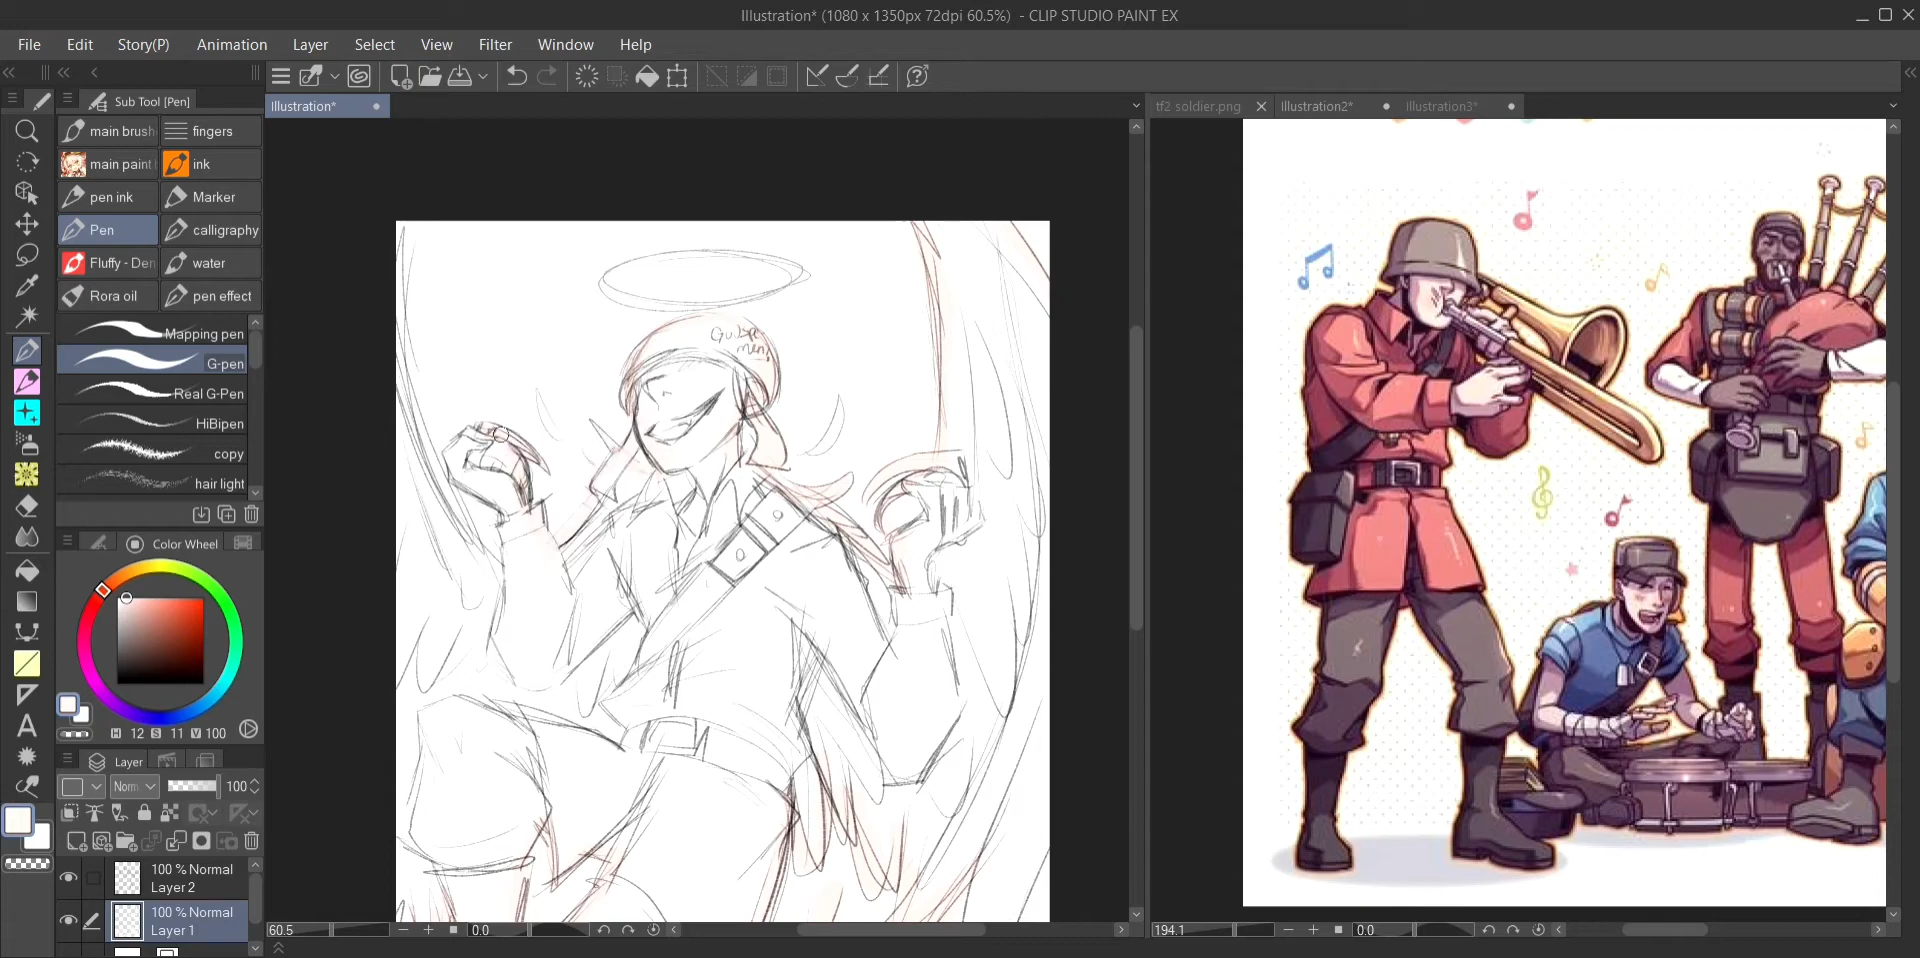 Illustration* (1080 x 1350px 72dpi 60.5%) - CLIP STUDIO PAINT EX
File Edit Story(P) Animation Layer Select View Filter Window Help
Sub Tool [Pen]
Illustration*
tf2 soldier.png
Illustration2*
Illustration3*
main brush
fingers
main paint
ink
pen ink
Marker
Pen
calligraphy
Fluffy - Den
water
Rora oil
pen effect
Mapping pen
G-pen
Real G-Pen
HiBipen
copy
hair light
Color Wheel
H 12 S 11 V 100
Layer
Norm
100
100 % Normal
Layer 2
100 % Normal
Layer 1
men!
60.5
0.0
194.1
0.0
A